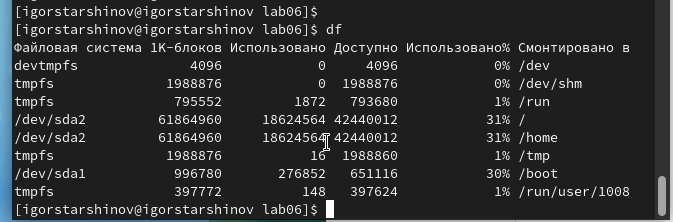 [igorstarshinov@igorstarshinov lab06]$
[igorstarshinov@igorstarshinov lab06]$ df
Файловая система 1K-блоков Использовано Доступно Использовано% Смонтировано в
devtmpfs 4096 0 4096 0% /dev
tmpfs 1988876 0 1988876 0% /dev/shm
tmpfs 795552 1872 793680 1% /run
/dev/sda2 61864960 18624564 42440012 31% /
/dev/sda2 61864960 18624564 42440012 31% /home
tmpfs 1988876 16 1988860 1% /tmp
/dev/sda1 996780 276852 651116 30% /boot
tmpfs 397772 148 397624 1% /run/user/1008
[igorstarshinov@igorstarshinov lab06]$